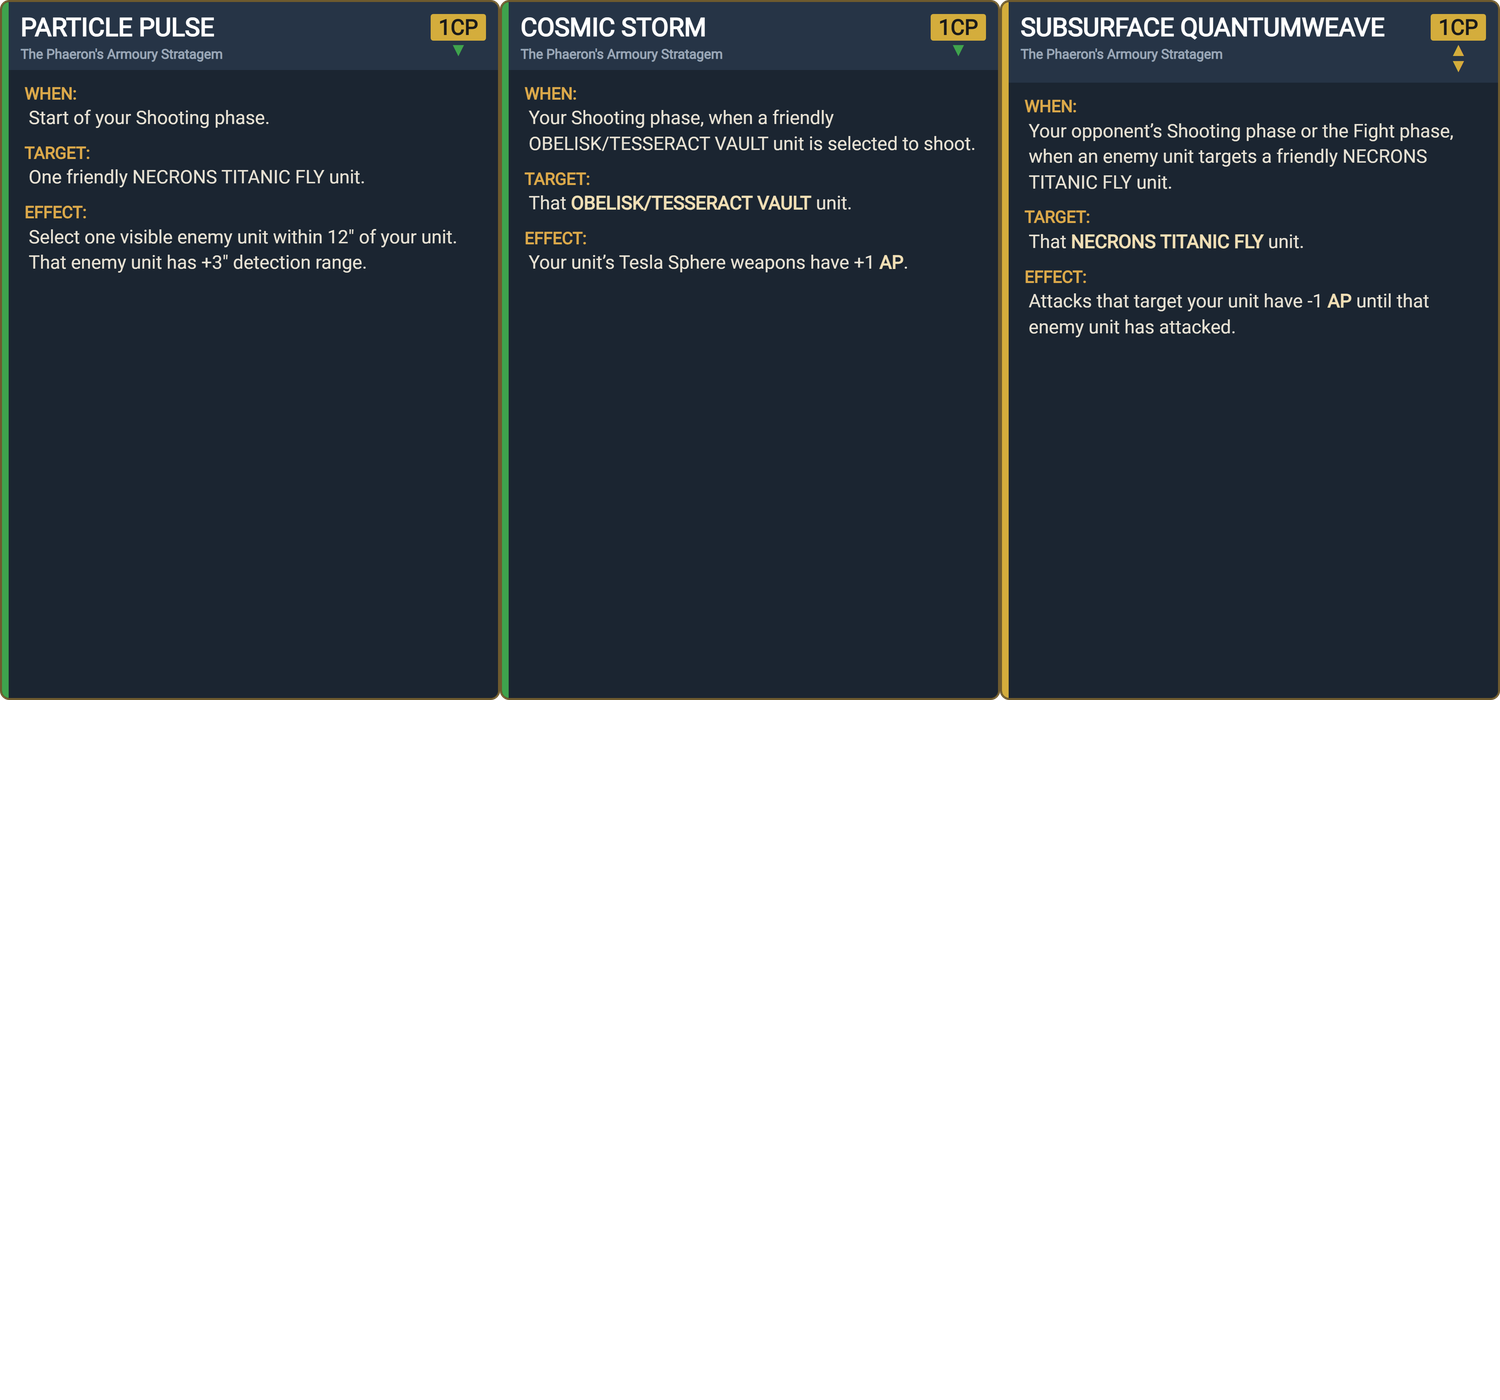 PARTICLE PULSE
1CP
The Phaeron's Armoury Stratagem
WHEN:
Start of your Shooting phase.
TARGET:
One friendly NECRONS TITANIC FLY unit.
EFFECT:
Select one visible enemy unit within 12" of your unit.
That enemy unit has +3" detection range.
COSMIC STORM
1CP
The Phaeron's Armoury Stratagem
WHEN:
Your Shooting phase, when a friendly
OBELISK/TESSERACT VAULT unit is selected to shoot.
TARGET:
That OBELISK/TESSERACT VAULT unit.
EFFECT:
Your unit’s Tesla Sphere weapons have +1 AP.
SUBSURFACE QUANTUMWEAVE
1CP
The Phaeron's Armoury Stratagem
WHEN:
Your opponent’s Shooting phase or the Fight phase,
when an enemy unit targets a friendly NECRONS
TITANIC FLY unit.
TARGET:
That NECRONS TITANIC FLY unit.
EFFECT:
Attacks that target your unit have -1 AP until that
enemy unit has attacked.